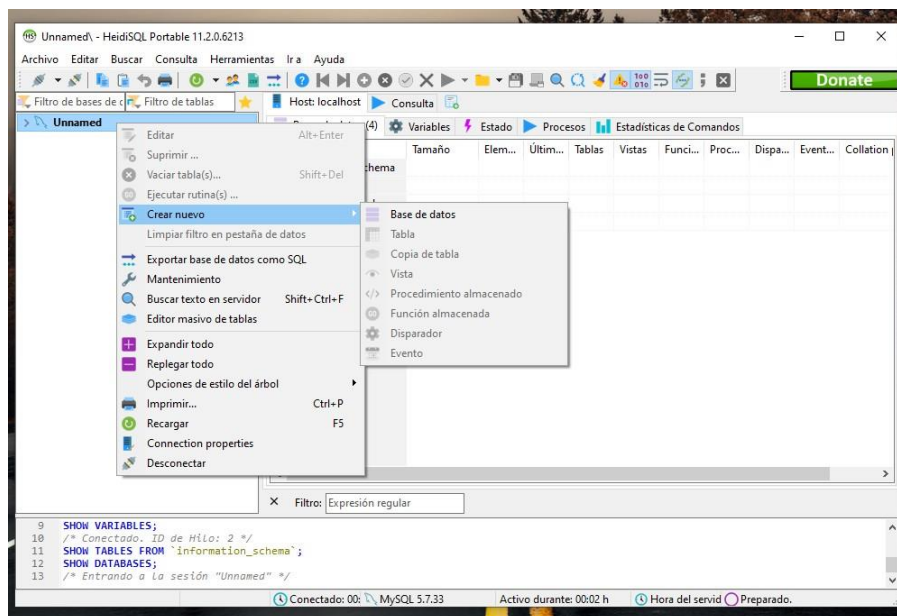 Unnamed\ - HeidiSQL Portable 11.2.0.6213
Archivo Editar Buscar Consulta Herramientas Ir a Ayuda
Donate
Filtro de bases de c Filtro de tablas Host: localhost Consulta
Unnamed
(4) Variables Estado Procesos Estadísticas de Comandos
Tamaño Elem... Últim... Tablas Vistas Funci... Proc... Dispa... Event... Collation
hema
Editar Alt+Enter
Suprimir ...
Vaciar tabla(s)... Shift+Del
Ejecutar rutina(s) ...
Crear nuevo
Limpiar filtro en pestaña de datos
Exportar base de datos como SQL
Mantenimiento
Buscar texto en servidor Shift+Ctrl+F
Editor masivo de tablas
Expandir todo
Replegar todo
Opciones de estilo del árbol
Imprimir... Ctrl+P
Recargar F5
Connection properties
Desconectar
Base de datos
Tabla
Copia de tabla
Vista
Procedimiento almacenado
Función almacenada
Disparador
Evento
Filtro: Expresión regular
9 SHOW VARIABLES;
10 /* Conectado. ID de Hilo: 2 */
11 SHOW TABLES FROM `information_schema`;
12 SHOW DATABASES;
13 /* Entrando a la sesión "Unnamed" */
Conectado: 00: MySQL 5.7.33 Activo durante: 00:02 h Hora del servid Preparado.